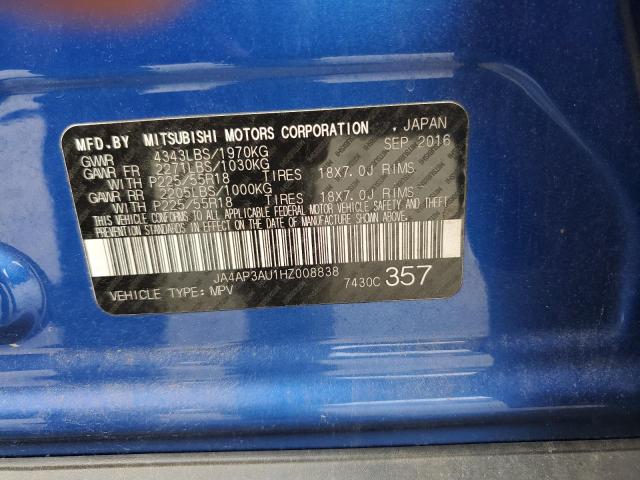 MFD.BY MITSUBISHI MOTORS CORPORATION , JAPAN
GVWR 4343LBS/1970KG SEP 2016
GAWR FR 2271LBS/1030KG
WITH P225/55R18 TIRES 18X7.0J RIMS
GAWR RR 2205LBS/1000KG
WITH P225/55R18 TIRES 18X7.0J RIMS
THIS VEHICLE CONFORMS TO ALL APPLICABLE FEDERAL MOTOR VEHICLE SAFETY AND THEFT
PREVENTION STANDARDS IN EFFECT ON THE DATE OF MANUFACTURE SHOWN ABOVE.
JA4AP3AU1HZ008838
VEHICLE TYPE: MPV 7430C 357